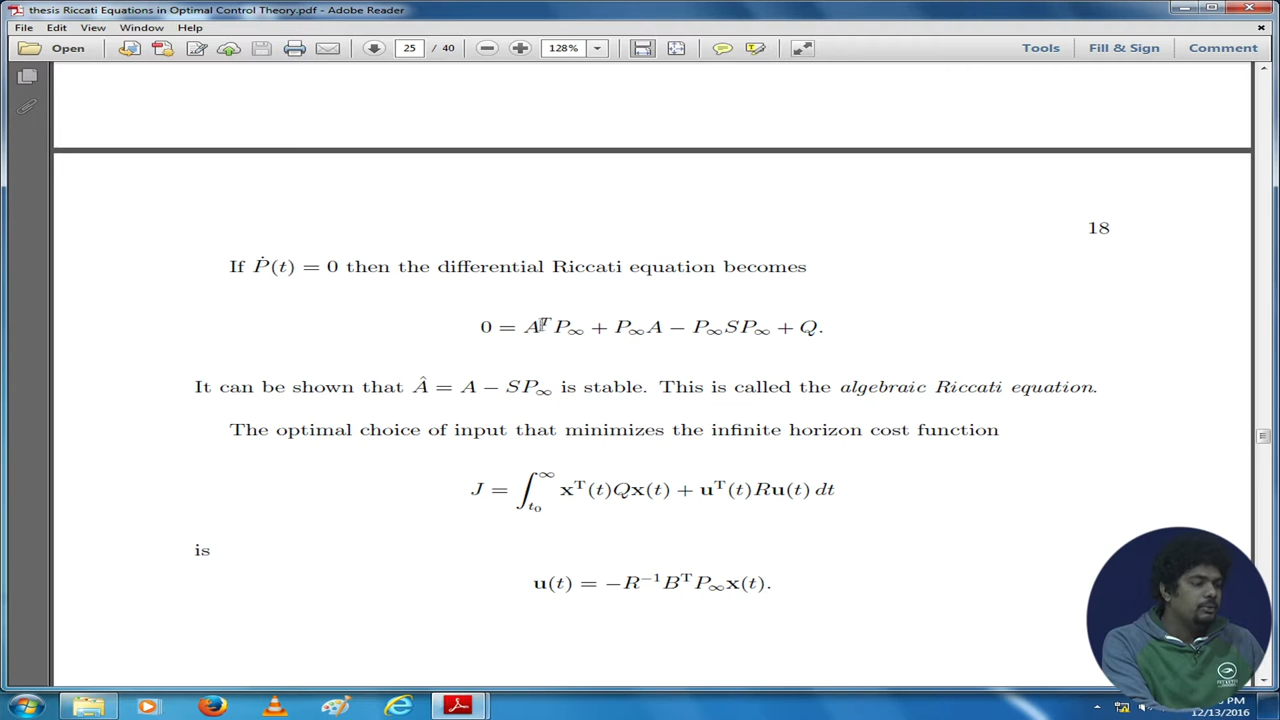 thesis Riccati Equations in Optimal Control Theory.pdf - Adobe Reader
File Edit View Window Help
Open 25 / 40 128% Tools Fill & Sign Comment
18
If Ṗ(t) = 0 then the differential Riccati equation becomes
0 = AᵀP∞ + P∞A − P∞SP∞ + Q.
It can be shown that Â = A − SP∞ is stable. This is called the algebraic Riccati equation.
The optimal choice of input that minimizes the infinite horizon cost function
J = ∫_{t₀}^{∞} xᵀ(t)Qx(t) + uᵀ(t)Ru(t) dt
is
u(t) = −R⁻¹BᵀP∞x(t).
12/13/2016